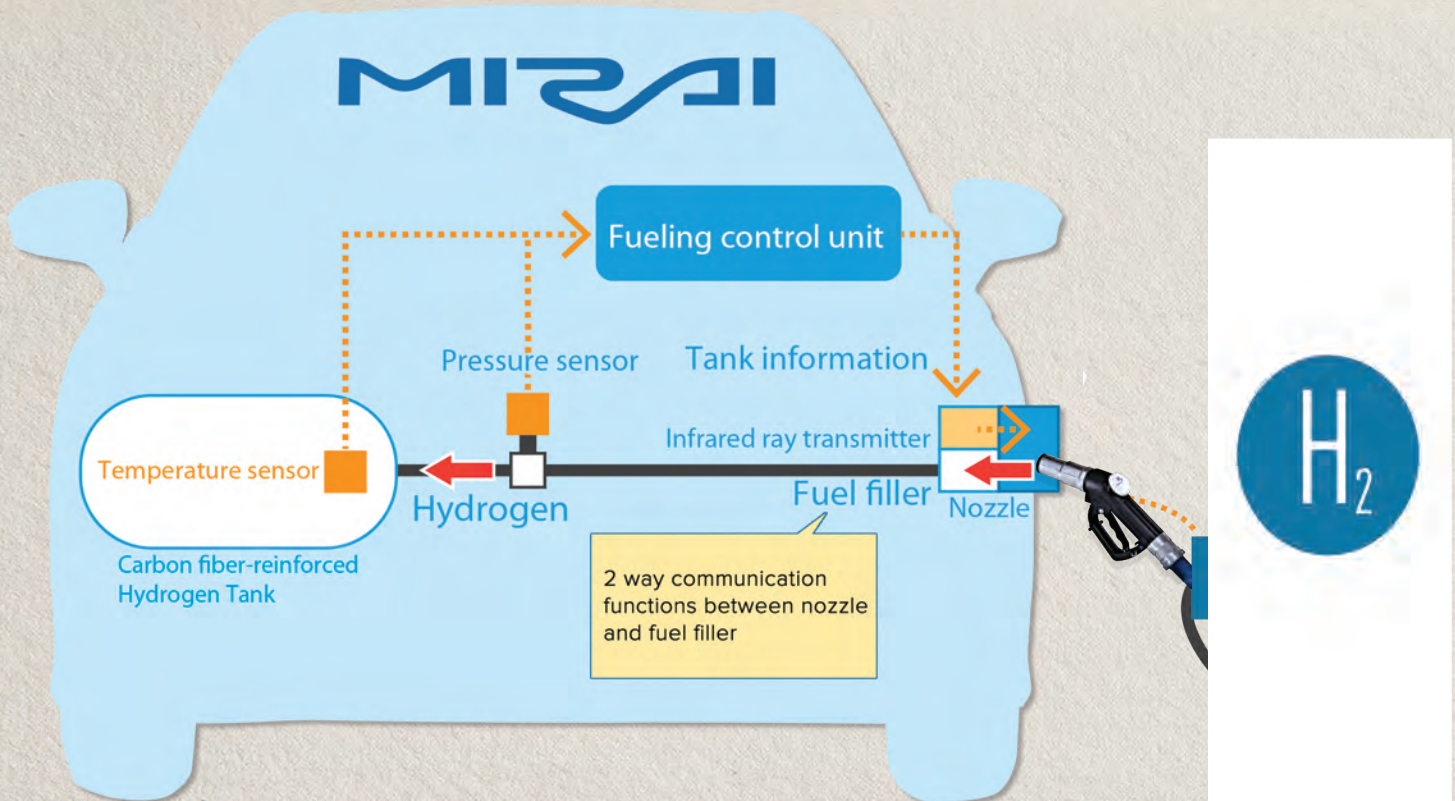 MIRAI
Fueling control unit
Pressure sensor
Tank information
Infrared ray transmitter
Temperature sensor
Hydrogen
Fuel filler
Nozzle
Carbon fiber-reinforced
Hydrogen Tank
2 way communication
functions between nozzle
and fuel filler
H2